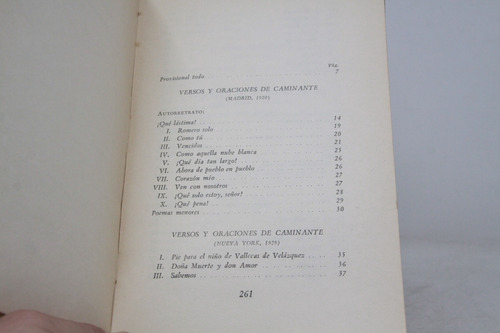 Pág.
Provisional todo 7
VERSOS Y ORACIONES DE CAMINANTE
(MADRID, 1920)
AUTORRETRATO:
¡Qué lástima! 14
I. Romero solo 19
II. Como tú 20
III. Vencidos 21
IV. Como aquella nube blanca 24
V. ¡Qué día tan largo! 25
VI. Ahora de pueblo en pueblo 26
VII. Corazón mío 26
VIII. Ven con nosotros 27
IX. ¡Qué solo estoy, señor! 28
X. ¡Qué pena! 29
Poemas menores 30
VERSOS Y ORACIONES DE CAMINANTE
(NUEVA YORK, 1929)
I. Pie para el niño de Vallecas de Velázquez 35
II. Doña Muerte y don Amor 36
III. Sabemos 37
261